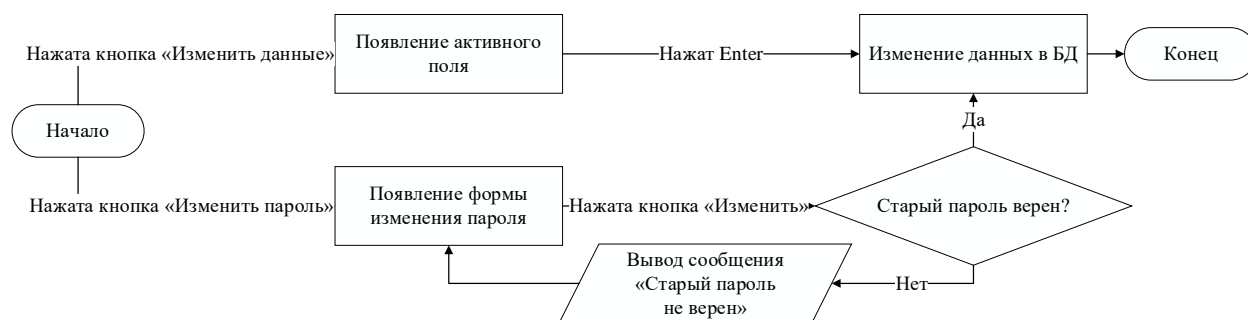 Нажата кнопка «Изменить данные»
Появление активного
поля
Нажат Enter
Изменение данных в БД
Конец
Начало
Да
Нажата кнопка «Изменить пароль»
Появление формы
изменения пароля
Нажата кнопка «Изменить»
Старый пароль верен?
Вывод сообщения
«Старый пароль
не верен»
Нет